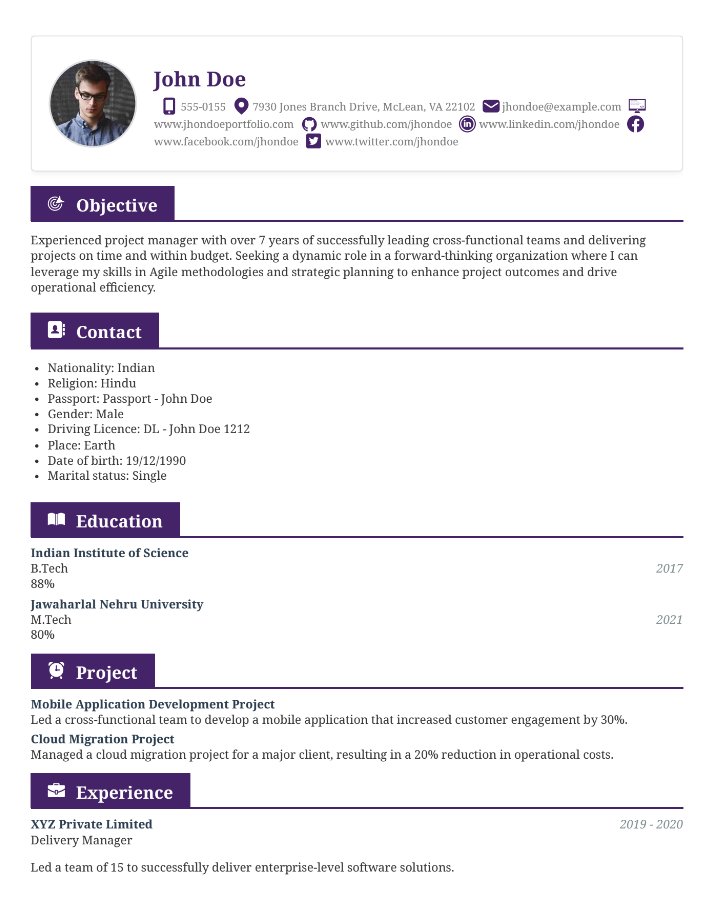 John Doe
555-0155 7930 Jones Branch Drive, McLean, VA 22102 jhondoe@example.com
www.jhondoeportfolio.com www.github.com/jhondoe www.linkedin.com/jhondoe
www.facebook.com/jhondoe www.twitter.com/jhondoe
Objective
Experienced project manager with over 7 years of successfully leading cross-functional teams and delivering
projects on time and within budget. Seeking a dynamic role in a forward-thinking organization where I can
leverage my skills in Agile methodologies and strategic planning to enhance project outcomes and drive
operational efficiency.
Contact
• Nationality: Indian
• Religion: Hindu
• Passport: Passport - John Doe
• Gender: Male
• Driving Licence: DL - John Doe 1212
• Place: Earth
• Date of birth: 19/12/1990
• Marital status: Single
Education
Indian Institute of Science
B.Tech 2017
88%
Jawaharlal Nehru University
M.Tech 2021
80%
Project
Mobile Application Development Project
Led a cross-functional team to develop a mobile application that increased customer engagement by 30%.
Cloud Migration Project
Managed a cloud migration project for a major client, resulting in a 20% reduction in operational costs.
Experience
XYZ Private Limited 2019 - 2020
Delivery Manager
Led a team of 15 to successfully deliver enterprise-level software solutions.